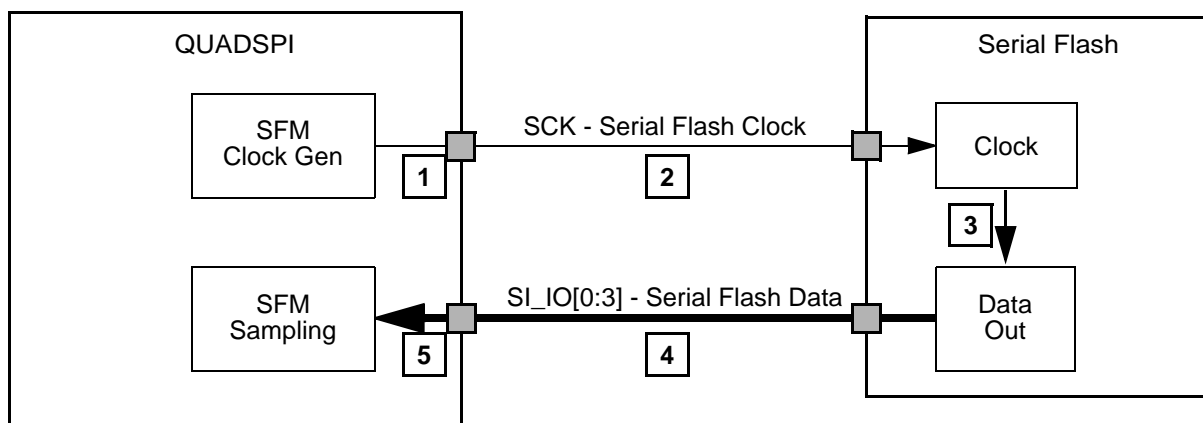 QUADSPI
Serial Flash
SFM
Clock Gen
SCK - Serial Flash Clock
Clock
1
2
3
SFM
Sampling
SI_IO[0:3] - Serial Flash Data
Data
Out
5
4